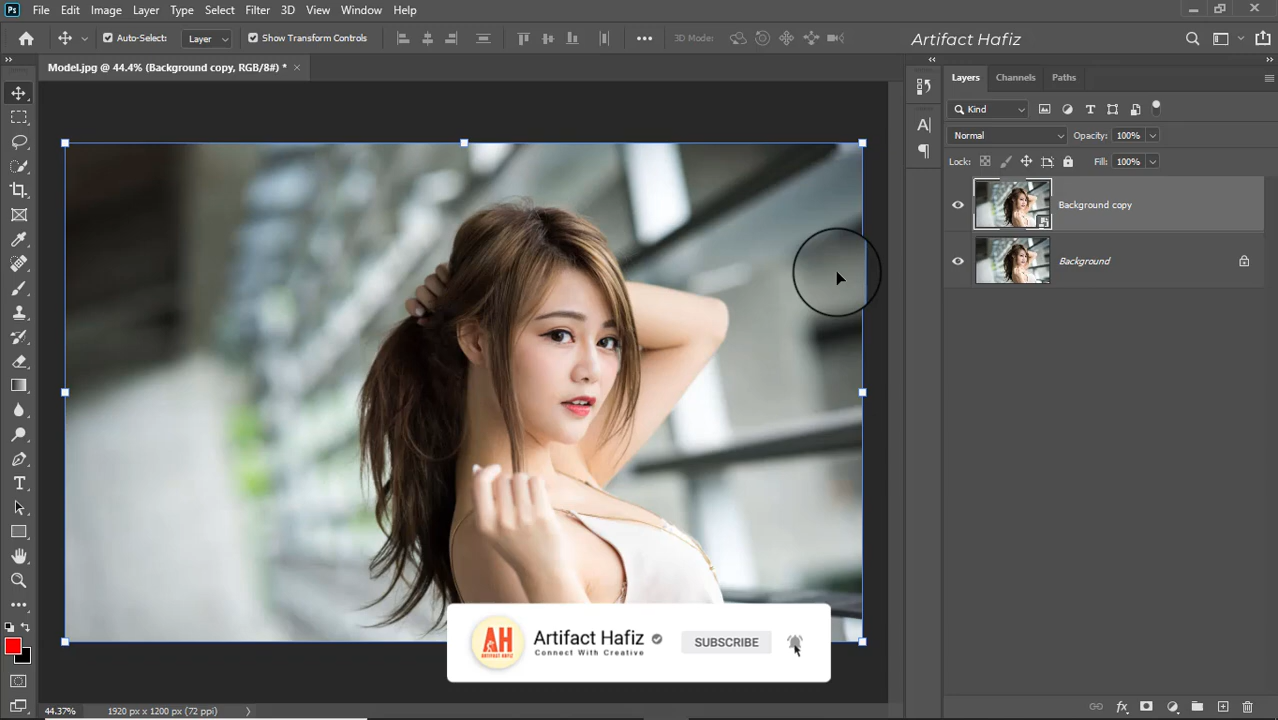 Ps File Edit Image Layer Type Select Filter 3D View Window Help
Auto-Select: Layer Show Transform Controls 3D Mode: Artifact Hafiz
Model.jpg @ 44.4% (Background copy, RGB/8#) *
Layers Channels Paths
Kind
Normal Opacity: 100%
Lock: Fill: 100%
Background copy
Background
AH
ARTIFACT HAFIZ
Artifact Hafiz
Connect With Creative
SUBSCRIBE
44.37% 1920 px x 1200 px (72 ppi)